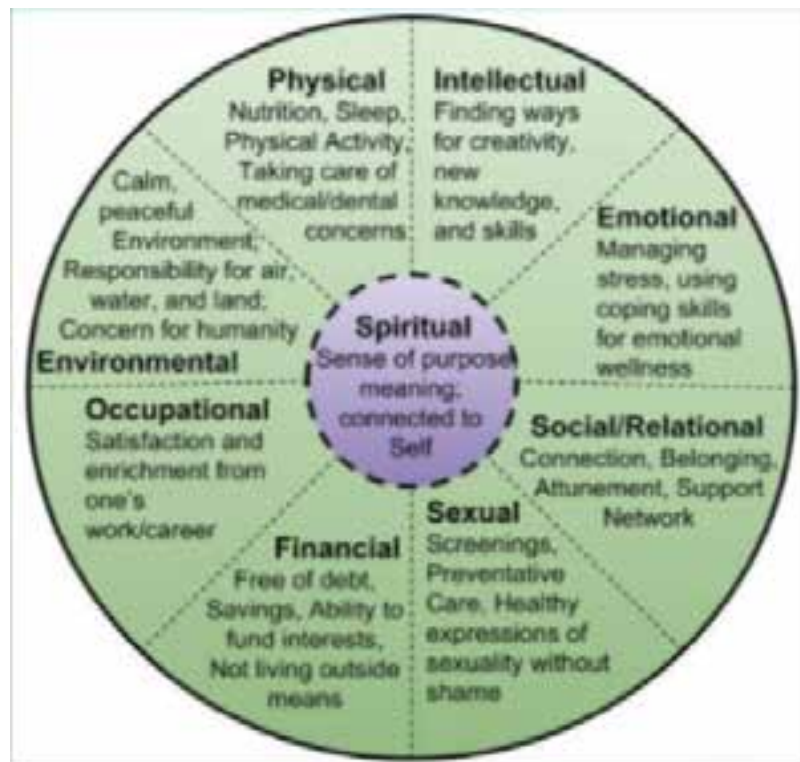 Physical
Nutrition, Sleep,
Physical Activity,
Taking care of
medical/dental
concerns
Intellectual
Finding ways
for creativity,
new
knowledge,
and skills
Emotional
Managing
stress, using
coping skills
for emotional
wellness
Social/Relational
Connection, Belonging,
Attunement, Support
Network
Sexual
Screenings,
Preventative
Care, Healthy
expressions of
sexuality without
shame
Financial
Free of debt,
Savings, Ability to
fund interests,
Not living outside
means
Occupational
Satisfaction and
enrichment from
one's
work/career
Calm,
peaceful
Environment;
Responsibility for air,
water, and land;
Concern for humanity
Environmental
Spiritual
Sense of purpose
meaning,
connected to
Self